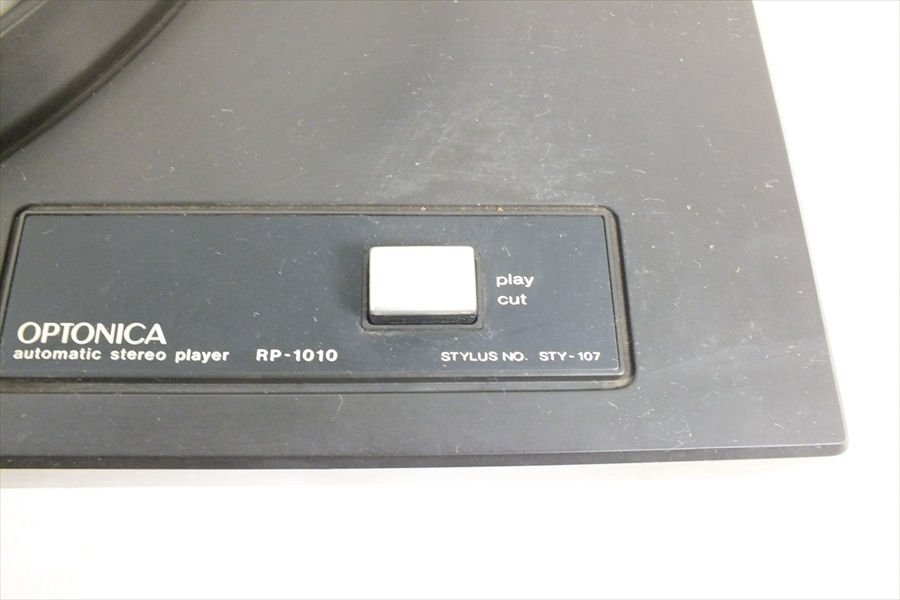 play
cut
OPTONICA
automatic stereo player RP-1010 STYLUS NO. STY-107